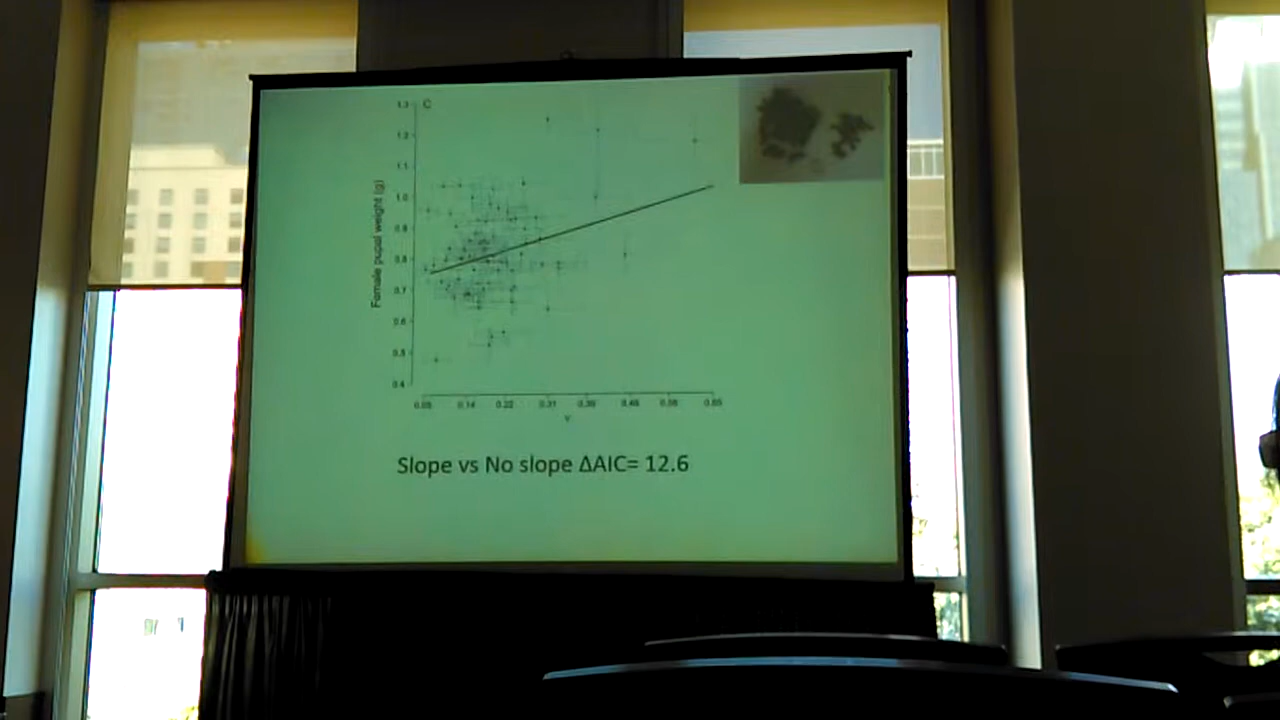 C
1.3
1.2
1.1
1.0
0.9
0.8
0.7
0.6
0.5
0.4
Female pupal weight (g)
0.14 0.22 0.31 0.39 0.48 0.56 0.65
v
Slope vs No slope ΔAIC= 12.6